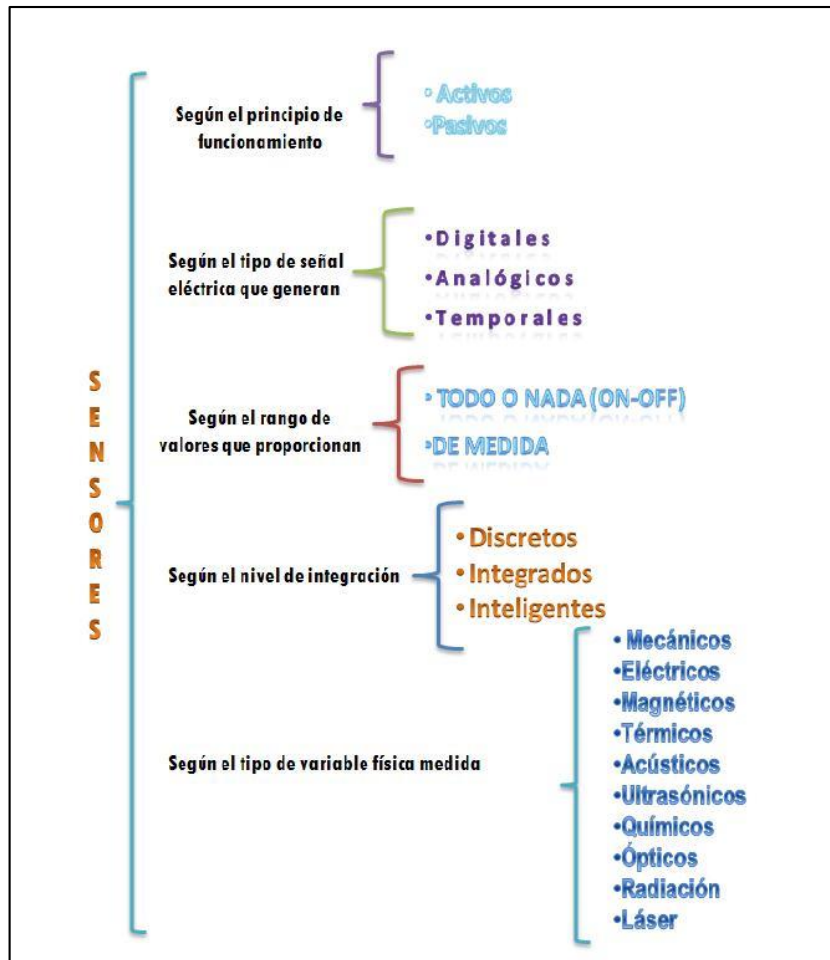 SENSORES
Según el principio de
funcionamiento
• Activos
•Pasivos
Según el tipo de señal
eléctrica que generan
•Digitales
•Analógicos
•Temporales
Según el rango de
valores que proporcionan
• TODO O NADA (ON-OFF)
•DE MEDIDA
Según el nivel de integración
•Discretos
•Integrados
•Inteligentes
Según el tipo de variable física medida
• Mecánicos
•Eléctricos
•Magnéticos
•Térmicos
•Acústicos
•Ultrasónicos
•Químicos
•Ópticos
•Radiación
•Láser